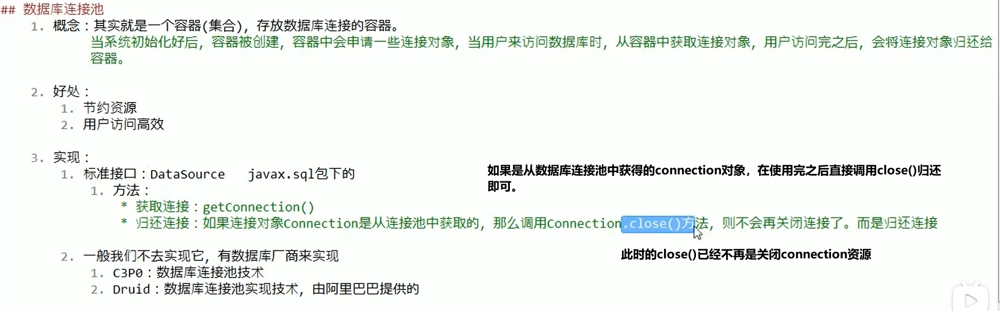 ## 数据库连接池
1. 概念：其实就是一个容器(集合)，存放数据库连接的容器。
当系统初始化好后，容器被创建，容器中会申请一些连接对象，当用户来访问数据库时，从容器中获取连接对象，用户访问完之后，会将连接对象归还给
容器。
2. 好处：
1. 节约资源
2. 用户访问高效
3. 实现：
1. 标准接口：DataSource javax.sql包下的
1. 方法：
* 获取连接：getConnection()
* 归还连接：如果连接对象Connection是从连接池中获取的，那么调用Connection.close()方法，则不会再关闭连接了。而是归还连接
如果是从数据库连接池中获得的connection对象，在使用完之后直接调用close()归还
即可。
此时的close()已经不再是关闭connection资源
2. 一般我们不去实现它，有数据库厂商来实现
1. C3P0：数据库连接池技术
2. Druid：数据库连接池实现技术，由阿里巴巴提供的